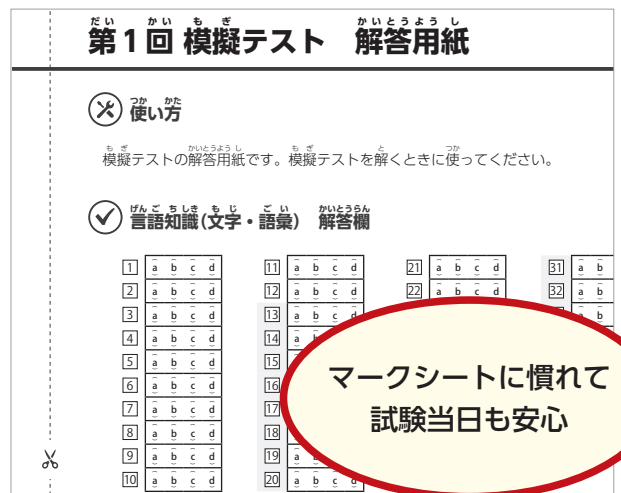 第1回 模擬テスト 解答用紙
使い方
模擬テストの解答用紙です。模擬テストを解くときに使ってください。
言語知識(文字・語彙) 解答欄
1 a b c d
2 a b c d
3 a b c d
4 a b c d
5 a b c d
6 a b c d
7 a b c d
8 a b c d
9 a b c d
10 a b c d
11 a b c d
12 a b c d
13 a b c d
14 a b
15
16
17
18
19 a
20 a b c d
21 a b c d
22 a b c d
31 a b
32 a b
b
マークシートに慣れて
試験当日も安心